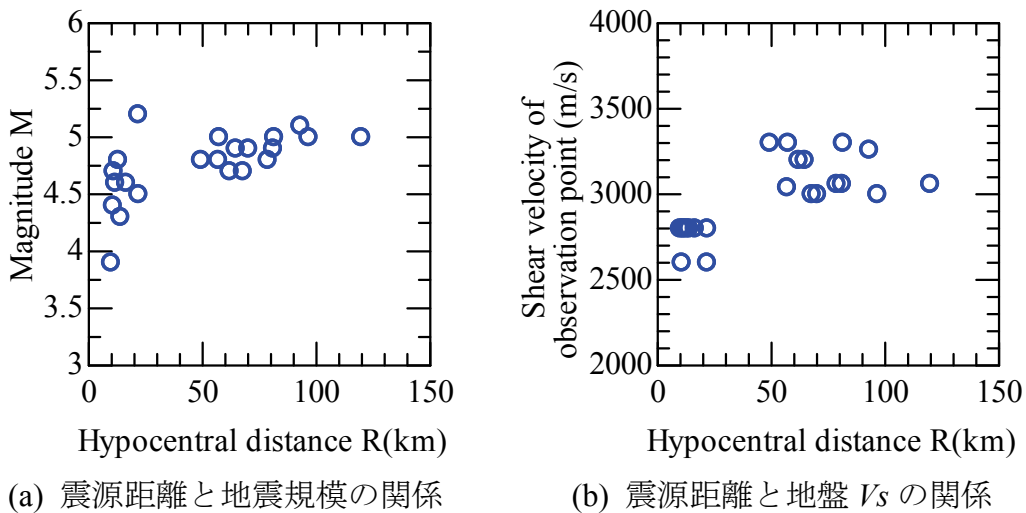 6
5.5
5
4.5
4
3.5
3
Magnitude M
0
50
100
150
Hypocentral distance R(km)
(a) 震源距離と地震規模の関係
4000
3500
3000
2500
2000
Shear velocity of
observation point (m/s)
0
50
100
150
Hypocentral distance R(km)
(b) 震源距離と地盤 Vs の関係